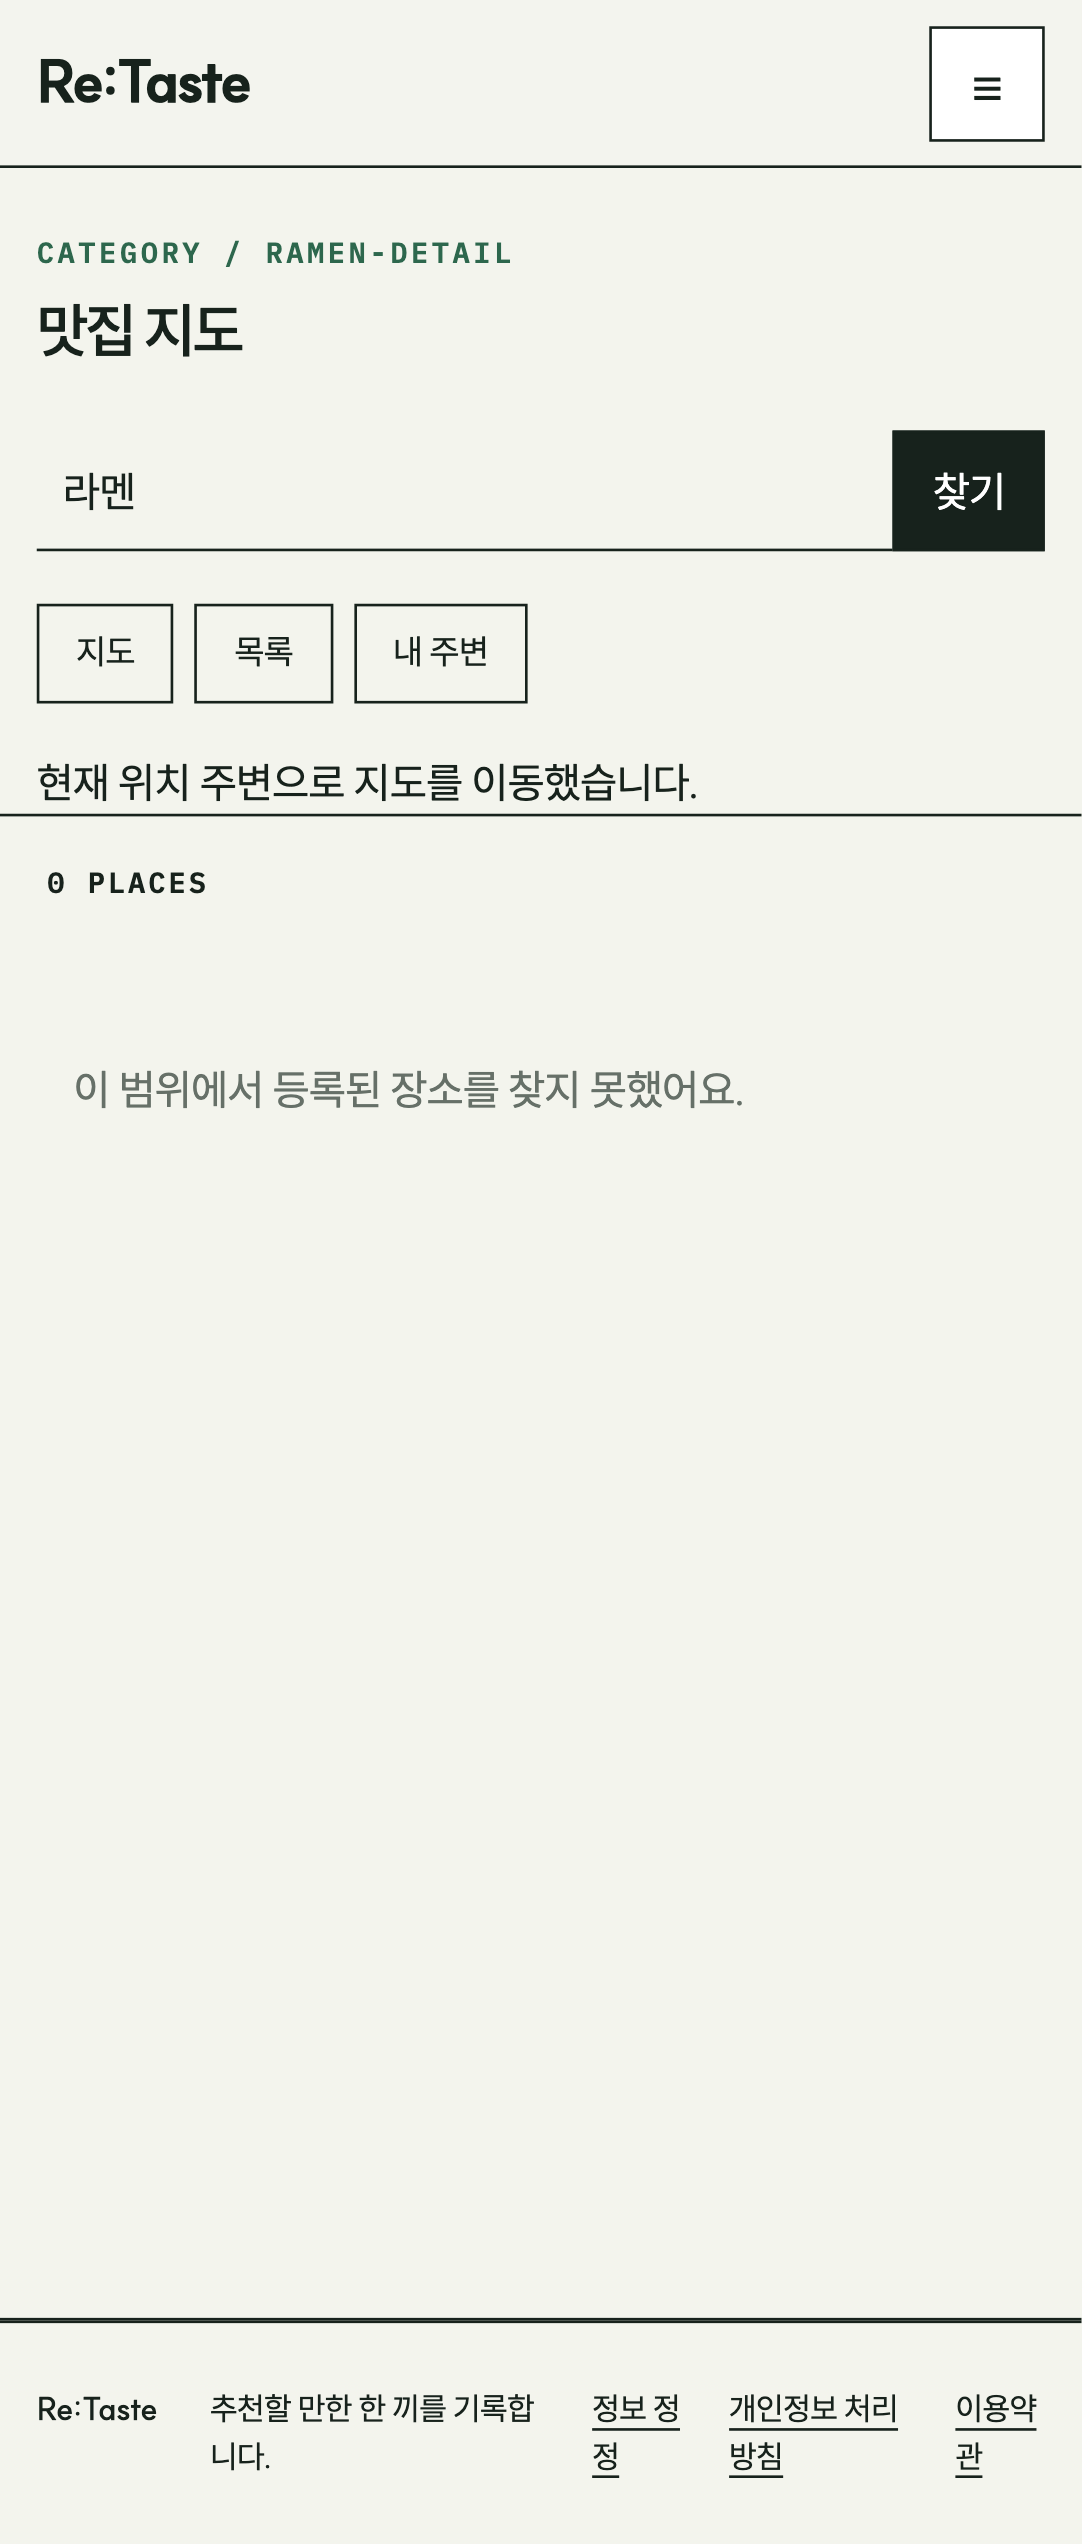 Re:Taste
≡
CATEGORY / RAMEN-DETAIL
맛집 지도
라멘
찾기
지도
목록
내 주변
현재 위치 주변으로 지도를 이동했습니다.
0 PLACES
이 범위에서 등록된 장소를 찾지 못했어요.
Re:Taste
추천할 만한 한 끼를 기록합
니다.
정보 정
정
개인정보 처리
방침
이용약
관